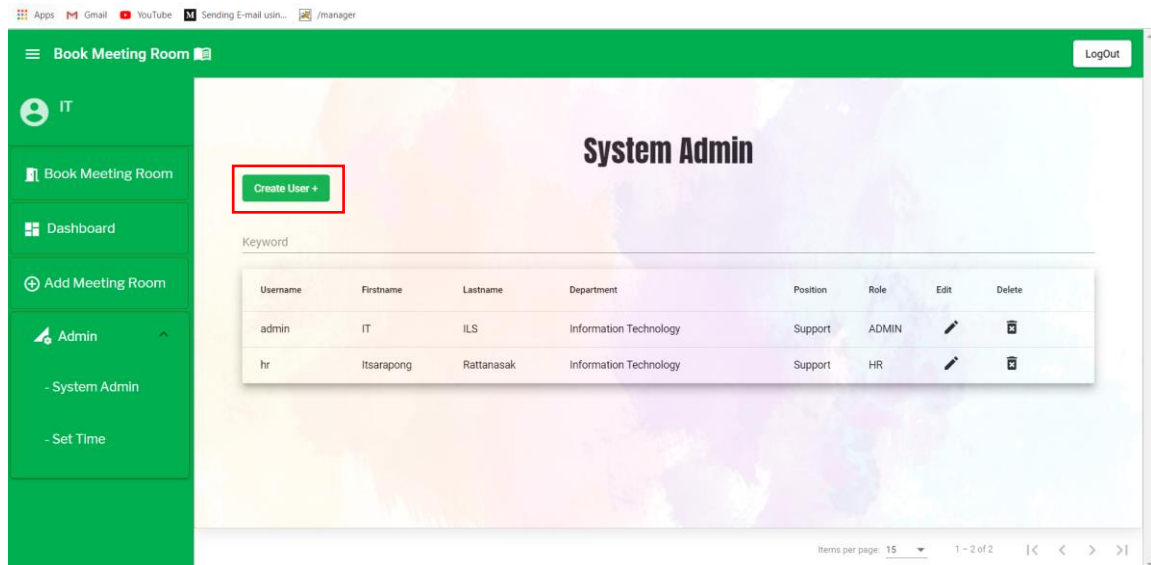 Apps Gmail YouTube Sending E-mail usin... /manager
Book Meeting Room LogOut
IT
System Admin
Book Meeting Room
Create User +
Dashboard
Keyword
Add Meeting Room
Username Firstname Lastname Department Position Role Edit Delete
admin IT ILS Information Technology Support ADMIN
Admin
hr Itsarapong Rattanasak Information Technology Support HR
- System Admin
- Set Time
Items per page: 15 1 – 2 of 2